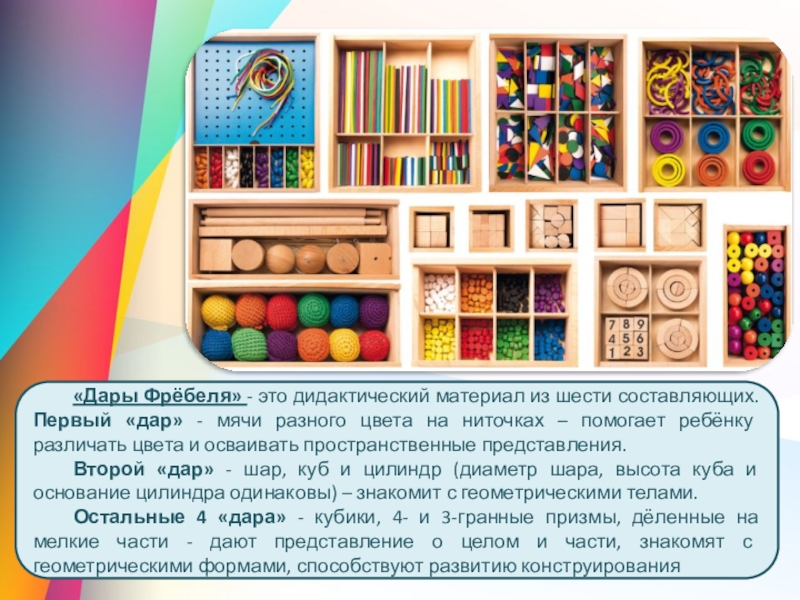 7 8 9
4 5 6
1 2 3
«Дары Фрёбеля» - это дидактический материал из шести составляющих.
Первый «дар» - мячи разного цвета на ниточках – помогает ребёнку
различать цвета и осваивать пространственные представления.
Второй «дар» - шар, куб и цилиндр (диаметр шара, высота куба и
основание цилиндра одинаковы) – знакомит с геометрическими телами.
Остальные 4 «дара» - кубики, 4- и 3-гранные призмы, дёленные на
мелкие части - дают представление о целом и части, знакомят с
геометрическими формами, способствуют развитию конструирования